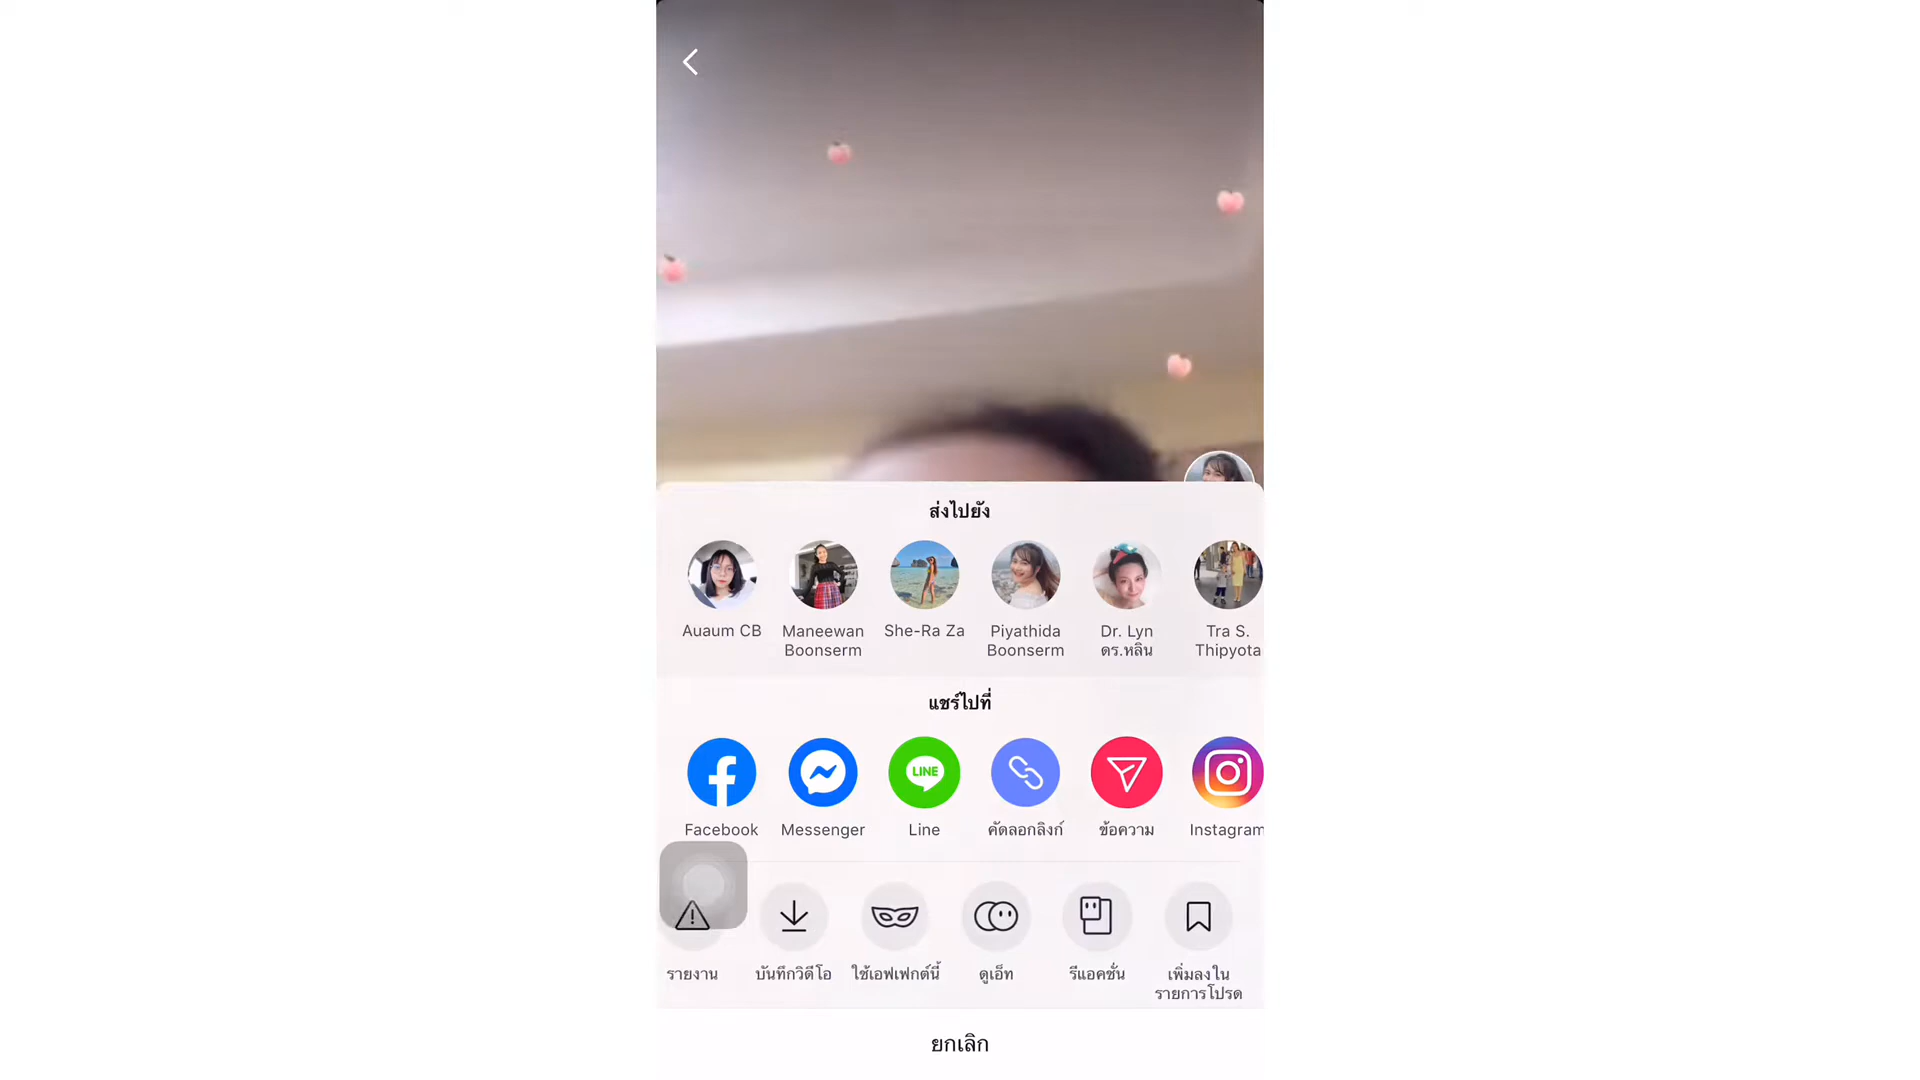 ส่งไปยัง
Auaum CB
Maneewan
Boonserm
She-Ra Za
Piyathida
Boonserm
Dr. Lyn
ดร.หลิน
Tra S.
Thipyota
แชร์ไปที่
LINE
Facebook
Messenger
Line
คัดลอกลิงก์
ข้อความ
Instagram
รายงาน
บันทึกวิดีโอ
ใช้เอฟเฟกต์นี้
ดูเอ็ท
รีแอคชั่น
เพิ่มลงใน
รายการโปรด
ยกเลิก